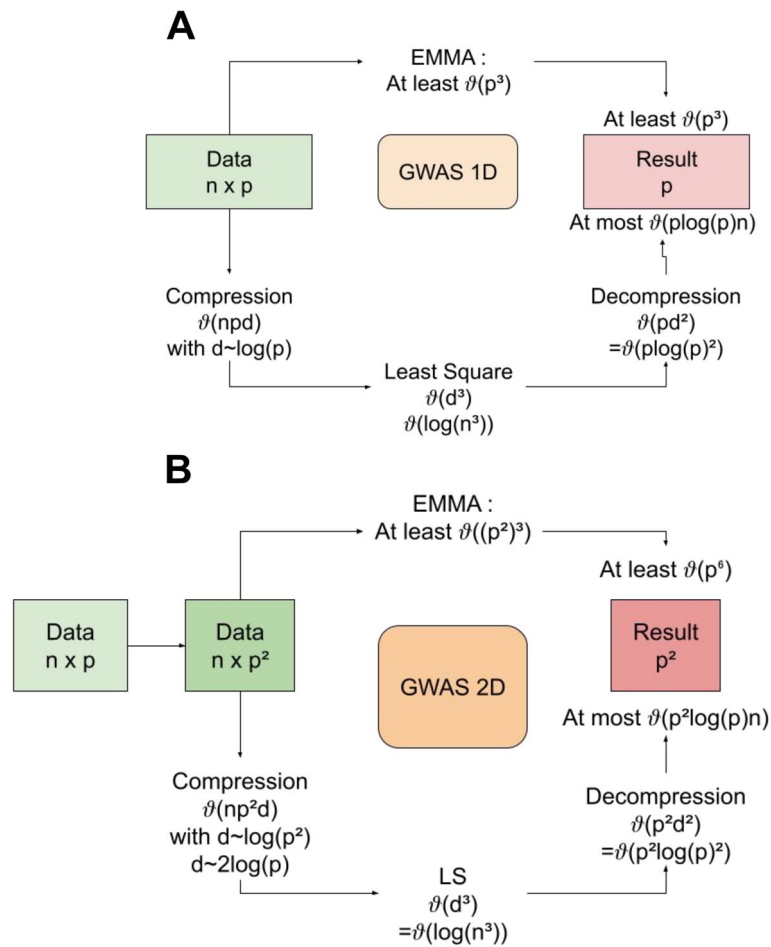 A
EMMA :
At least 𝜗(p³)
At least 𝜗(p³)
Data
n x p
GWAS 1D
Result
p
At most 𝜗(plog(p)n)
Compression
𝜗(npd)
with d~log(p)
Decompression
𝜗(pd²)
=𝜗(plog(p)²)
Least Square
𝜗(d³)
𝜗(log(n³))
B
EMMA :
At least 𝜗((p²)³)
At least 𝜗(p⁶)
Data
n x p
Data
n x p²
GWAS 2D
Result
p²
At most 𝜗(p²log(p)n)
Compression
𝜗(np²d)
with d~log(p²)
d~2log(p)
Decompression
𝜗(p²d²)
=𝜗(p²log(p)²)
LS
𝜗(d³)
=𝜗(log(n³))